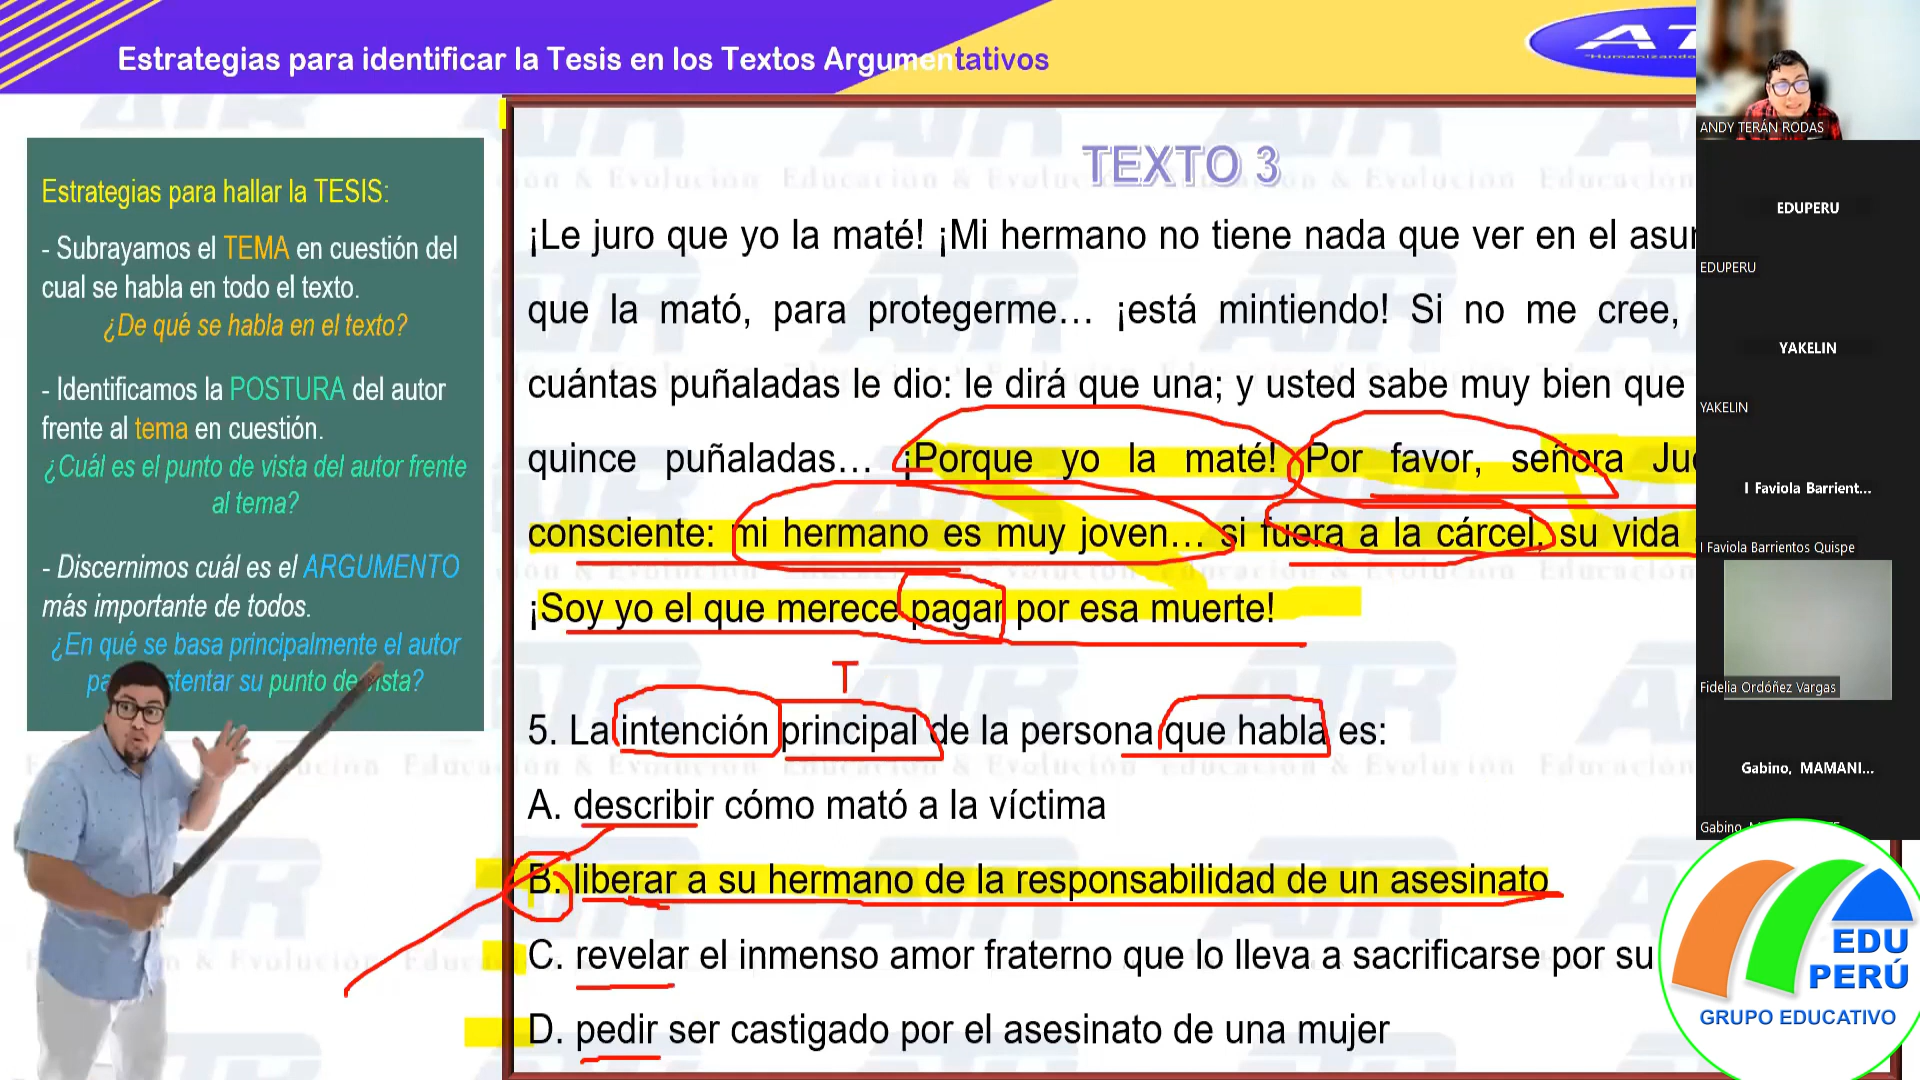 Estrategias para identificar la Tesis en los Textos Argumentativos
Estrategias para hallar la TESIS:
- Subrayamos el TEMA en cuestión del
cual se habla en todo el texto.
¿De qué se habla en el texto?
- Identificamos la POSTURA del autor
frente al tema en cuestión.
¿Cuál es el punto de vista del autor frente
al tema?
- Discernimos cuál es el ARGUMENTO
más importante de todos.
¿En qué se basa principalmente el autor
su punto de vista?
TEXTO 3
¡Le juro que yo la maté! ¡Mi hermano no tiene nada que ver en el
que la mató, para protegerme... ¡está mintiendo! Si no me cree,
cuántas puñaladas le dio: le dirá que una; y usted sabe muy bien que
quince puñaladas... ¡Porque yo la maté! Por favor, señora
consciente: mi hermano es muy joven... si fuera a la cárcel, su vida
¡Soy yo el que merece pagar por esa muerte!
T
5. La intención principal de la persona que habla es:
A. describir cómo mató a la víctima
B. liberar a su hermano de la responsabilidad de un asesinato
C. revelar el inmenso amor fraterno que lo lleva a sacrificarse por su
D. pedir ser castigado por el asesinato de una mujer
ANDY TERÁN RODAS
EDUPERU
EDUPERU
YAKELIN
YAKELIN
I Faviola Barrient...
I Faviola Barrientos Quispe
Fidelia Ordóñez Vargas
Gabino, MAMANI...
Gabino,
EDU
PERÚ
GRUPO EDUCATIVO